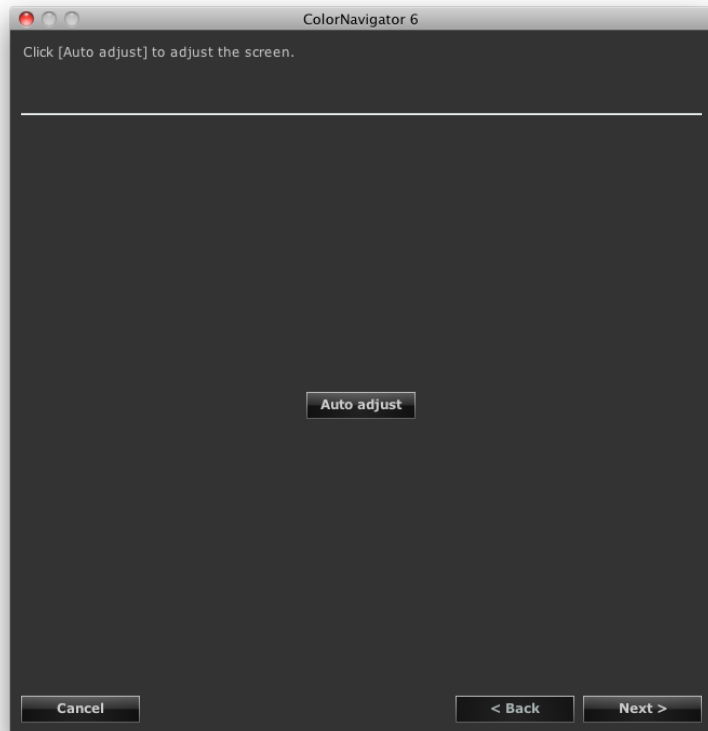 ColorNavigator 6
Click [Auto adjust] to adjust the screen.
Auto adjust
Cancel
< Back
Next >